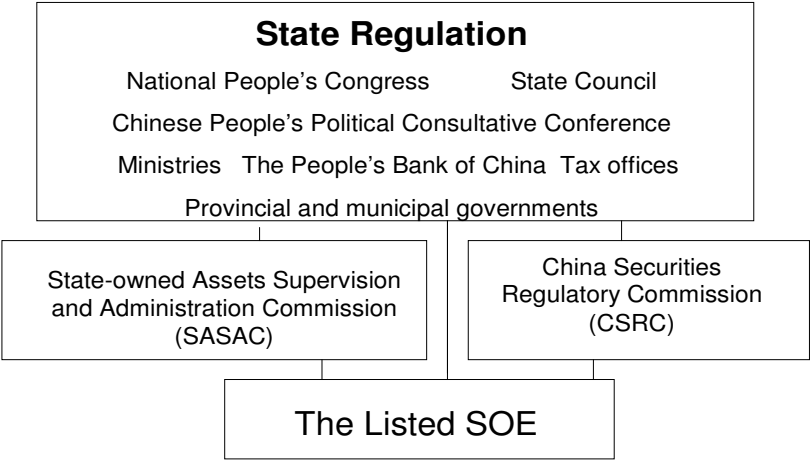 State Regulation
National People’s Congress State Council
Chinese People’s Political Consultative Conference
Ministries The People’s Bank of China Tax offices
Provincial and municipal governments
State-owned Assets Supervision
and Administration Commission
(SASAC)
China Securities
Regulatory Commission
(CSRC)
The Listed SOE